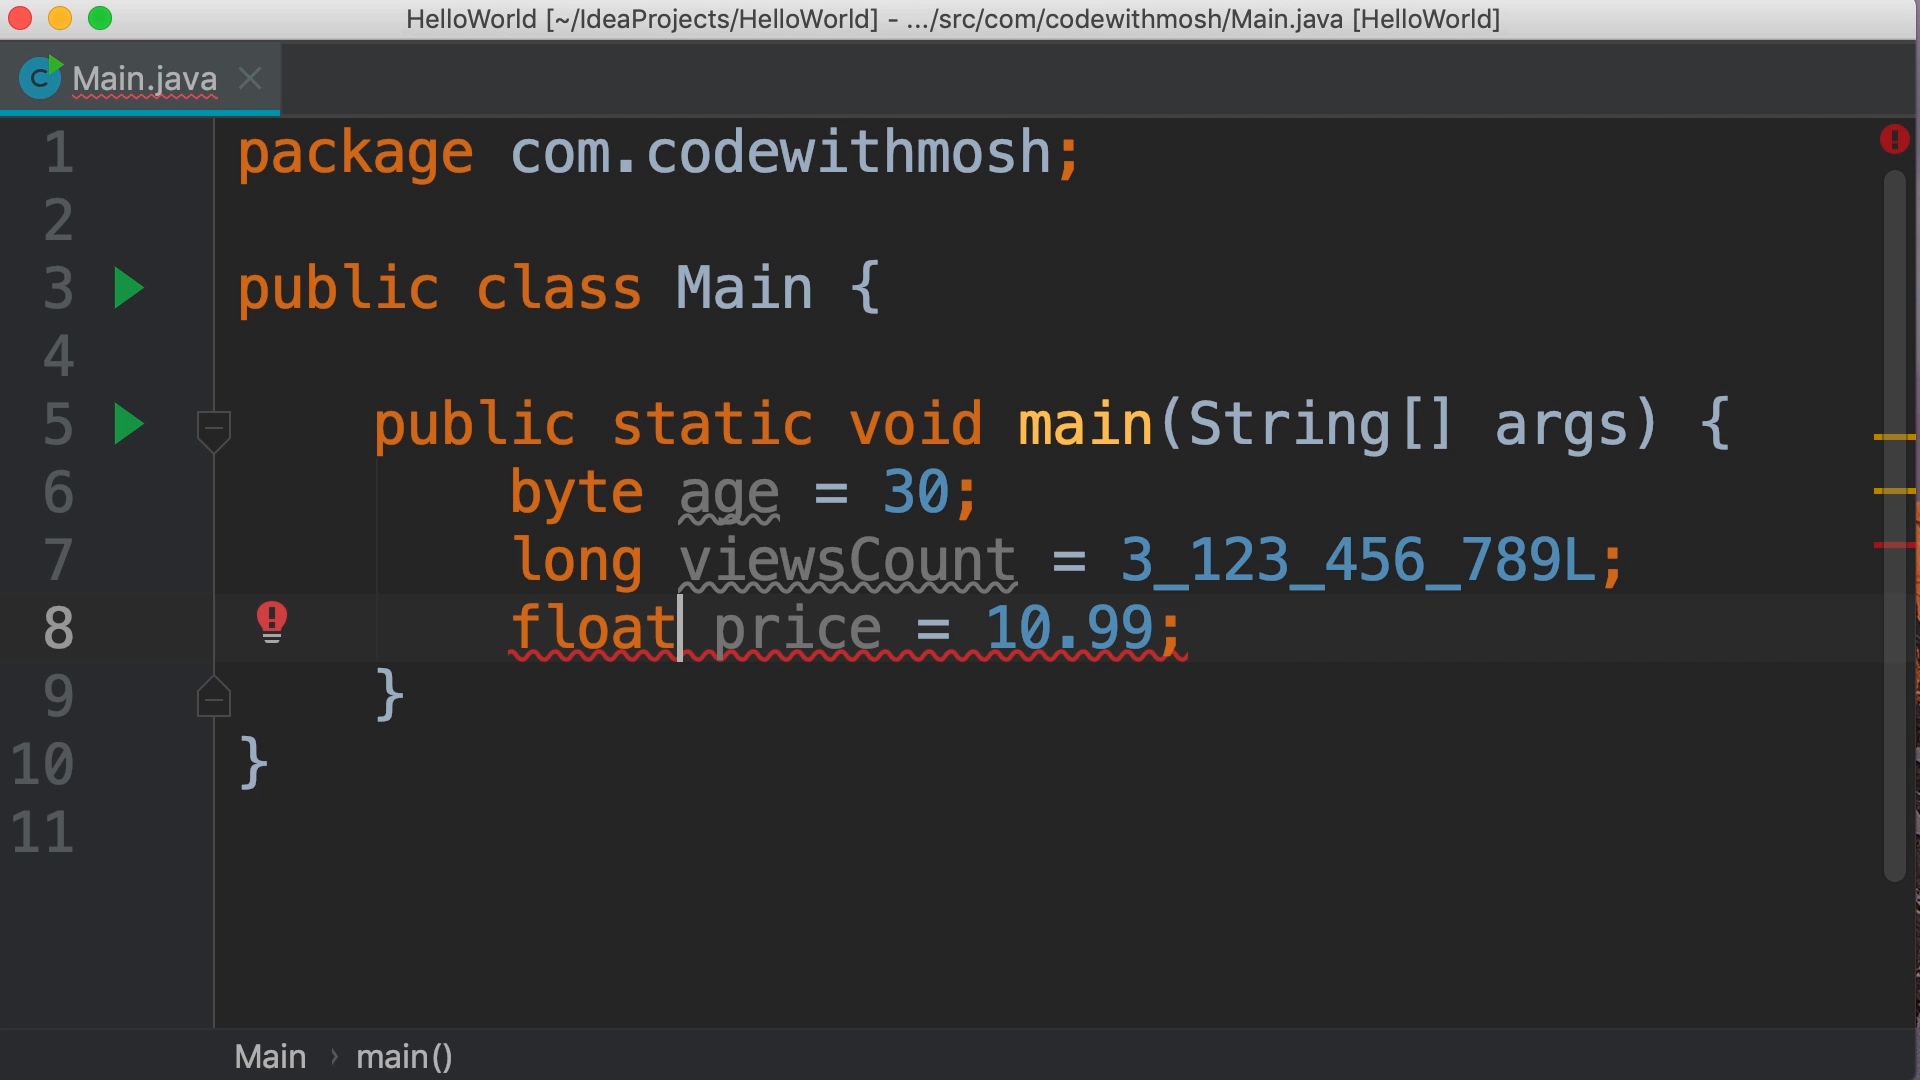 HelloWorld [~/IdeaProjects/HelloWorld] - .../src/com/codewithmosh/Main.java [HelloWorld]
C Main.java
1 package com.codewithmosh;
2
3 public class Main {
4
5 public static void main(String[] args) {
6 byte age = 30;
7 long viewsCount = 3_123_456_789L;
8 float price = 10.99;
9 }
10 }
11
Main › main()